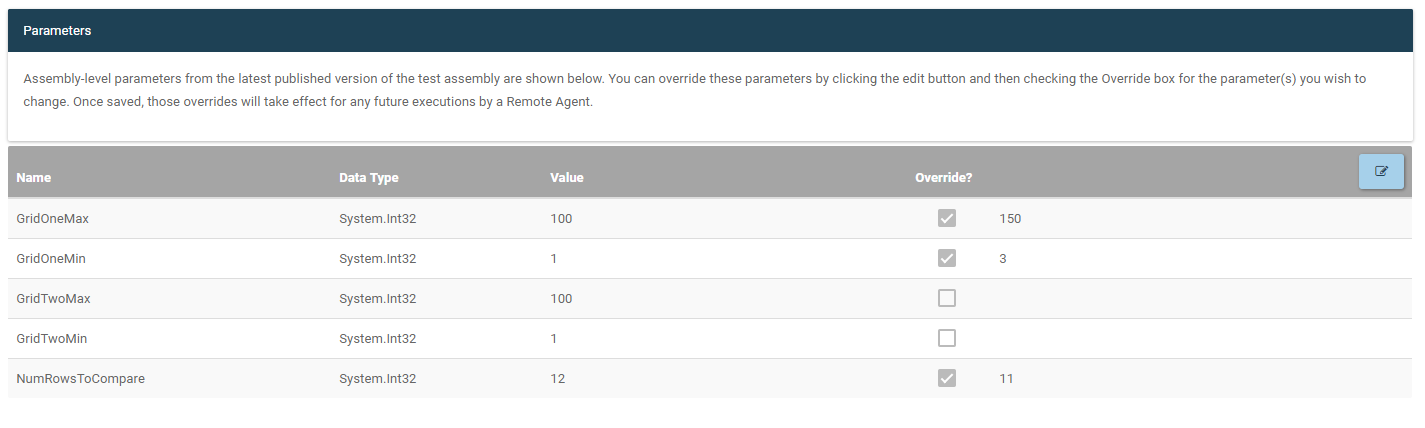 Parameters
Assembly-level parameters from the latest published version of the test assembly are shown below. You can override these parameters by clicking the edit button and then checking the Override box for the parameter(s) you wish to
change. Once saved, those overrides will take effect for any future executions by a Remote Agent.
Name Data Type Value Override?
GridOneMax System.Int32 100 150
GridOneMin System.Int32 1 3
GridTwoMax System.Int32 100
GridTwoMin System.Int32 1
NumRowsToCompare System.Int32 12 11